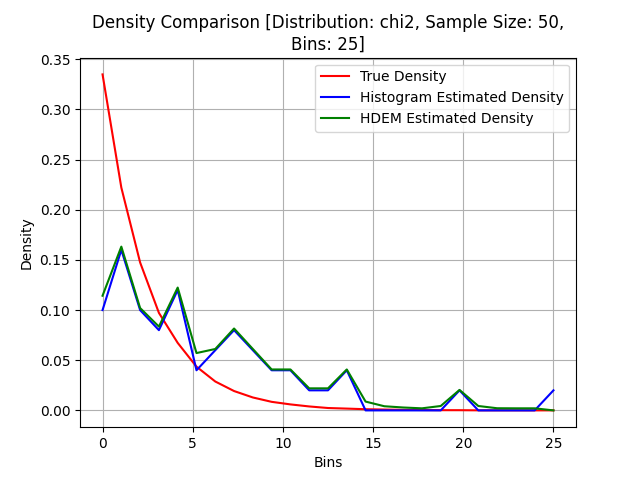 Density Comparison [Distribution: chi2, Sample Size: 50,
Bins: 25]
True Density
Histogram Estimated Density
HDEM Estimated Density
Density
0.35
0.30
0.25
0.20
0.15
0.10
0.05
0.00
0 5 10 15 20 25
Bins